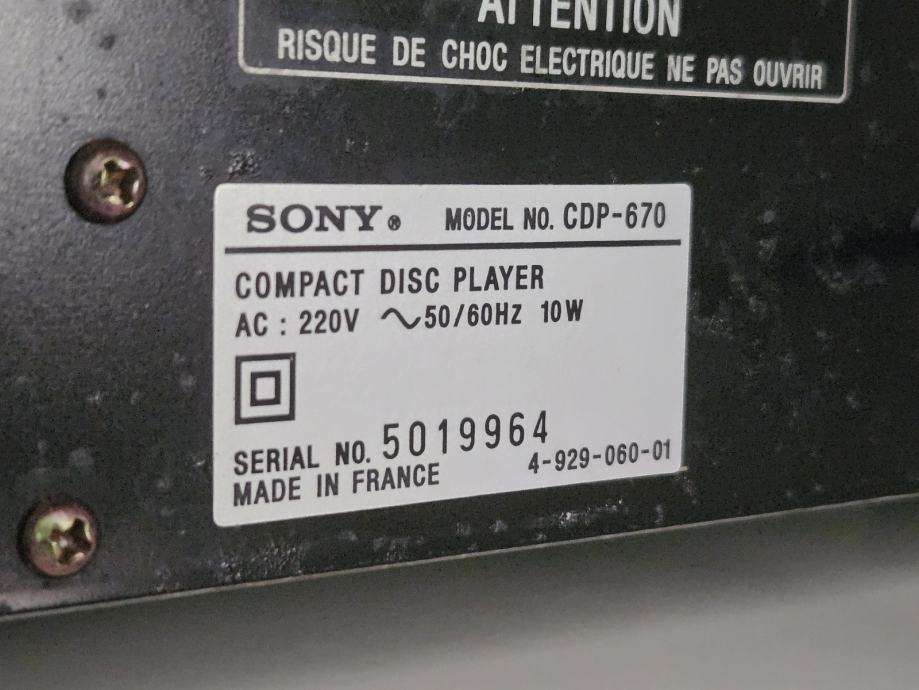 ATTENTION
RISQUE DE CHOC ELECTRIQUE NE PAS OUVRIR
SONY® MODEL NO. CDP-670
COMPACT DISC PLAYER
AC : 220V ∿50/60Hz 10W
SERIAL NO. 5019964
MADE IN FRANCE 4-929-060-01